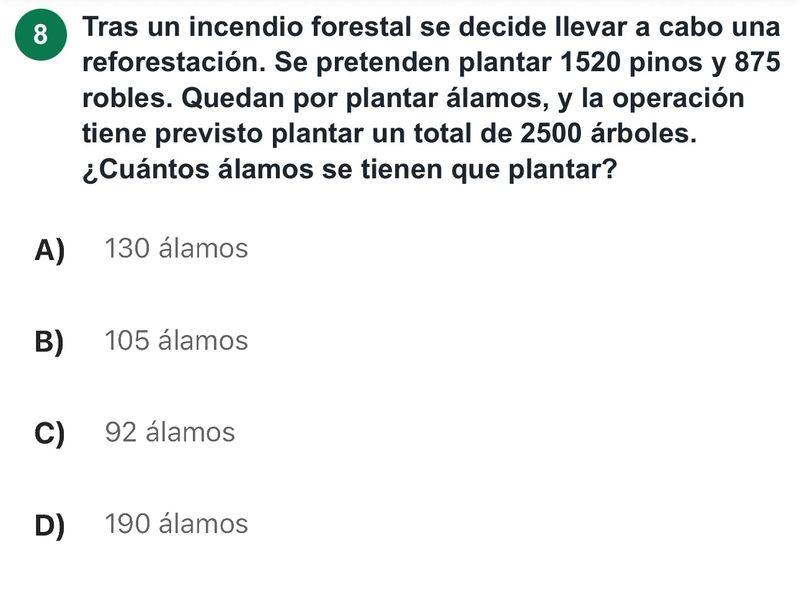 8 Tras un incendio forestal se decide llevar a cabo una
reforestación. Se pretenden plantar 1520 pinos y 875
robles. Quedan por plantar álamos, y la operación
tiene previsto plantar un total de 2500 árboles.
¿Cuántos álamos se tienen que plantar?
A) 130 álamos
B) 105 álamos
C) 92 álamos
D) 190 álamos